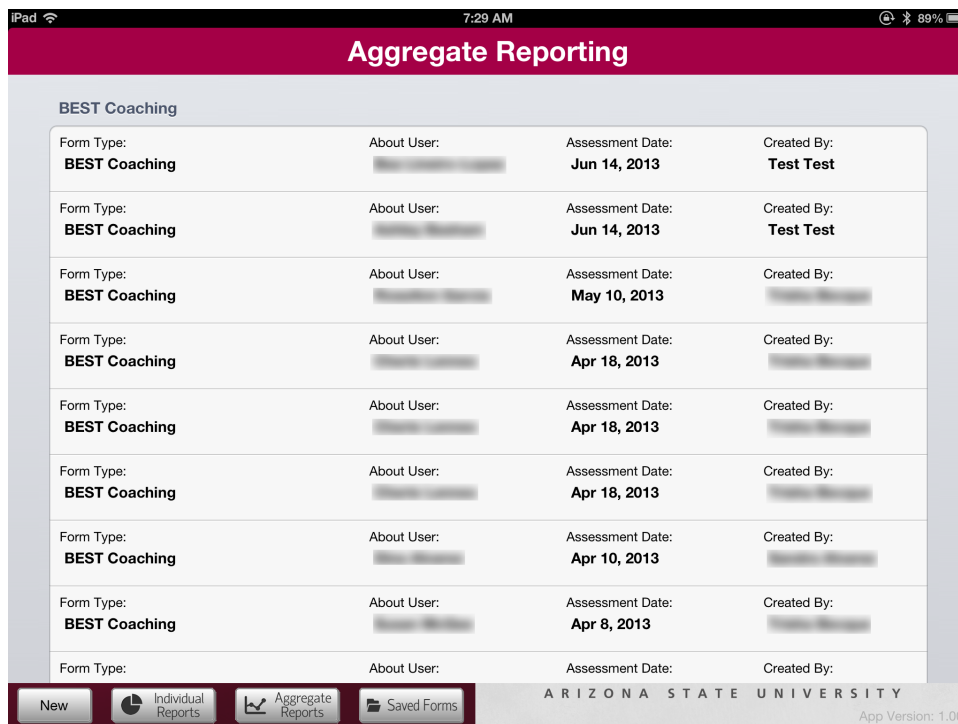 iPad 7:29 AM 89%
Aggregate Reporting
BEST Coaching
Form Type: About User: Assessment Date: Created By:
BEST Coaching Jun 14, 2013 Test Test
Form Type: About User: Assessment Date: Created By:
BEST Coaching Jun 14, 2013 Test Test
Form Type: About User: Assessment Date: Created By:
BEST Coaching May 10, 2013
Form Type: About User: Assessment Date: Created By:
BEST Coaching Apr 18, 2013
Form Type: About User: Assessment Date: Created By:
BEST Coaching Apr 18, 2013
Form Type: About User: Assessment Date: Created By:
BEST Coaching Apr 18, 2013
Form Type: About User: Assessment Date: Created By:
BEST Coaching Apr 10, 2013
Form Type: About User: Assessment Date: Created By:
BEST Coaching Apr 8, 2013
Form Type: About User: Assessment Date: Created By:
New
Individual
Reports
Aggregate
Reports
Saved Forms
ARIZONA STATE UNIVERSITY
App Version: